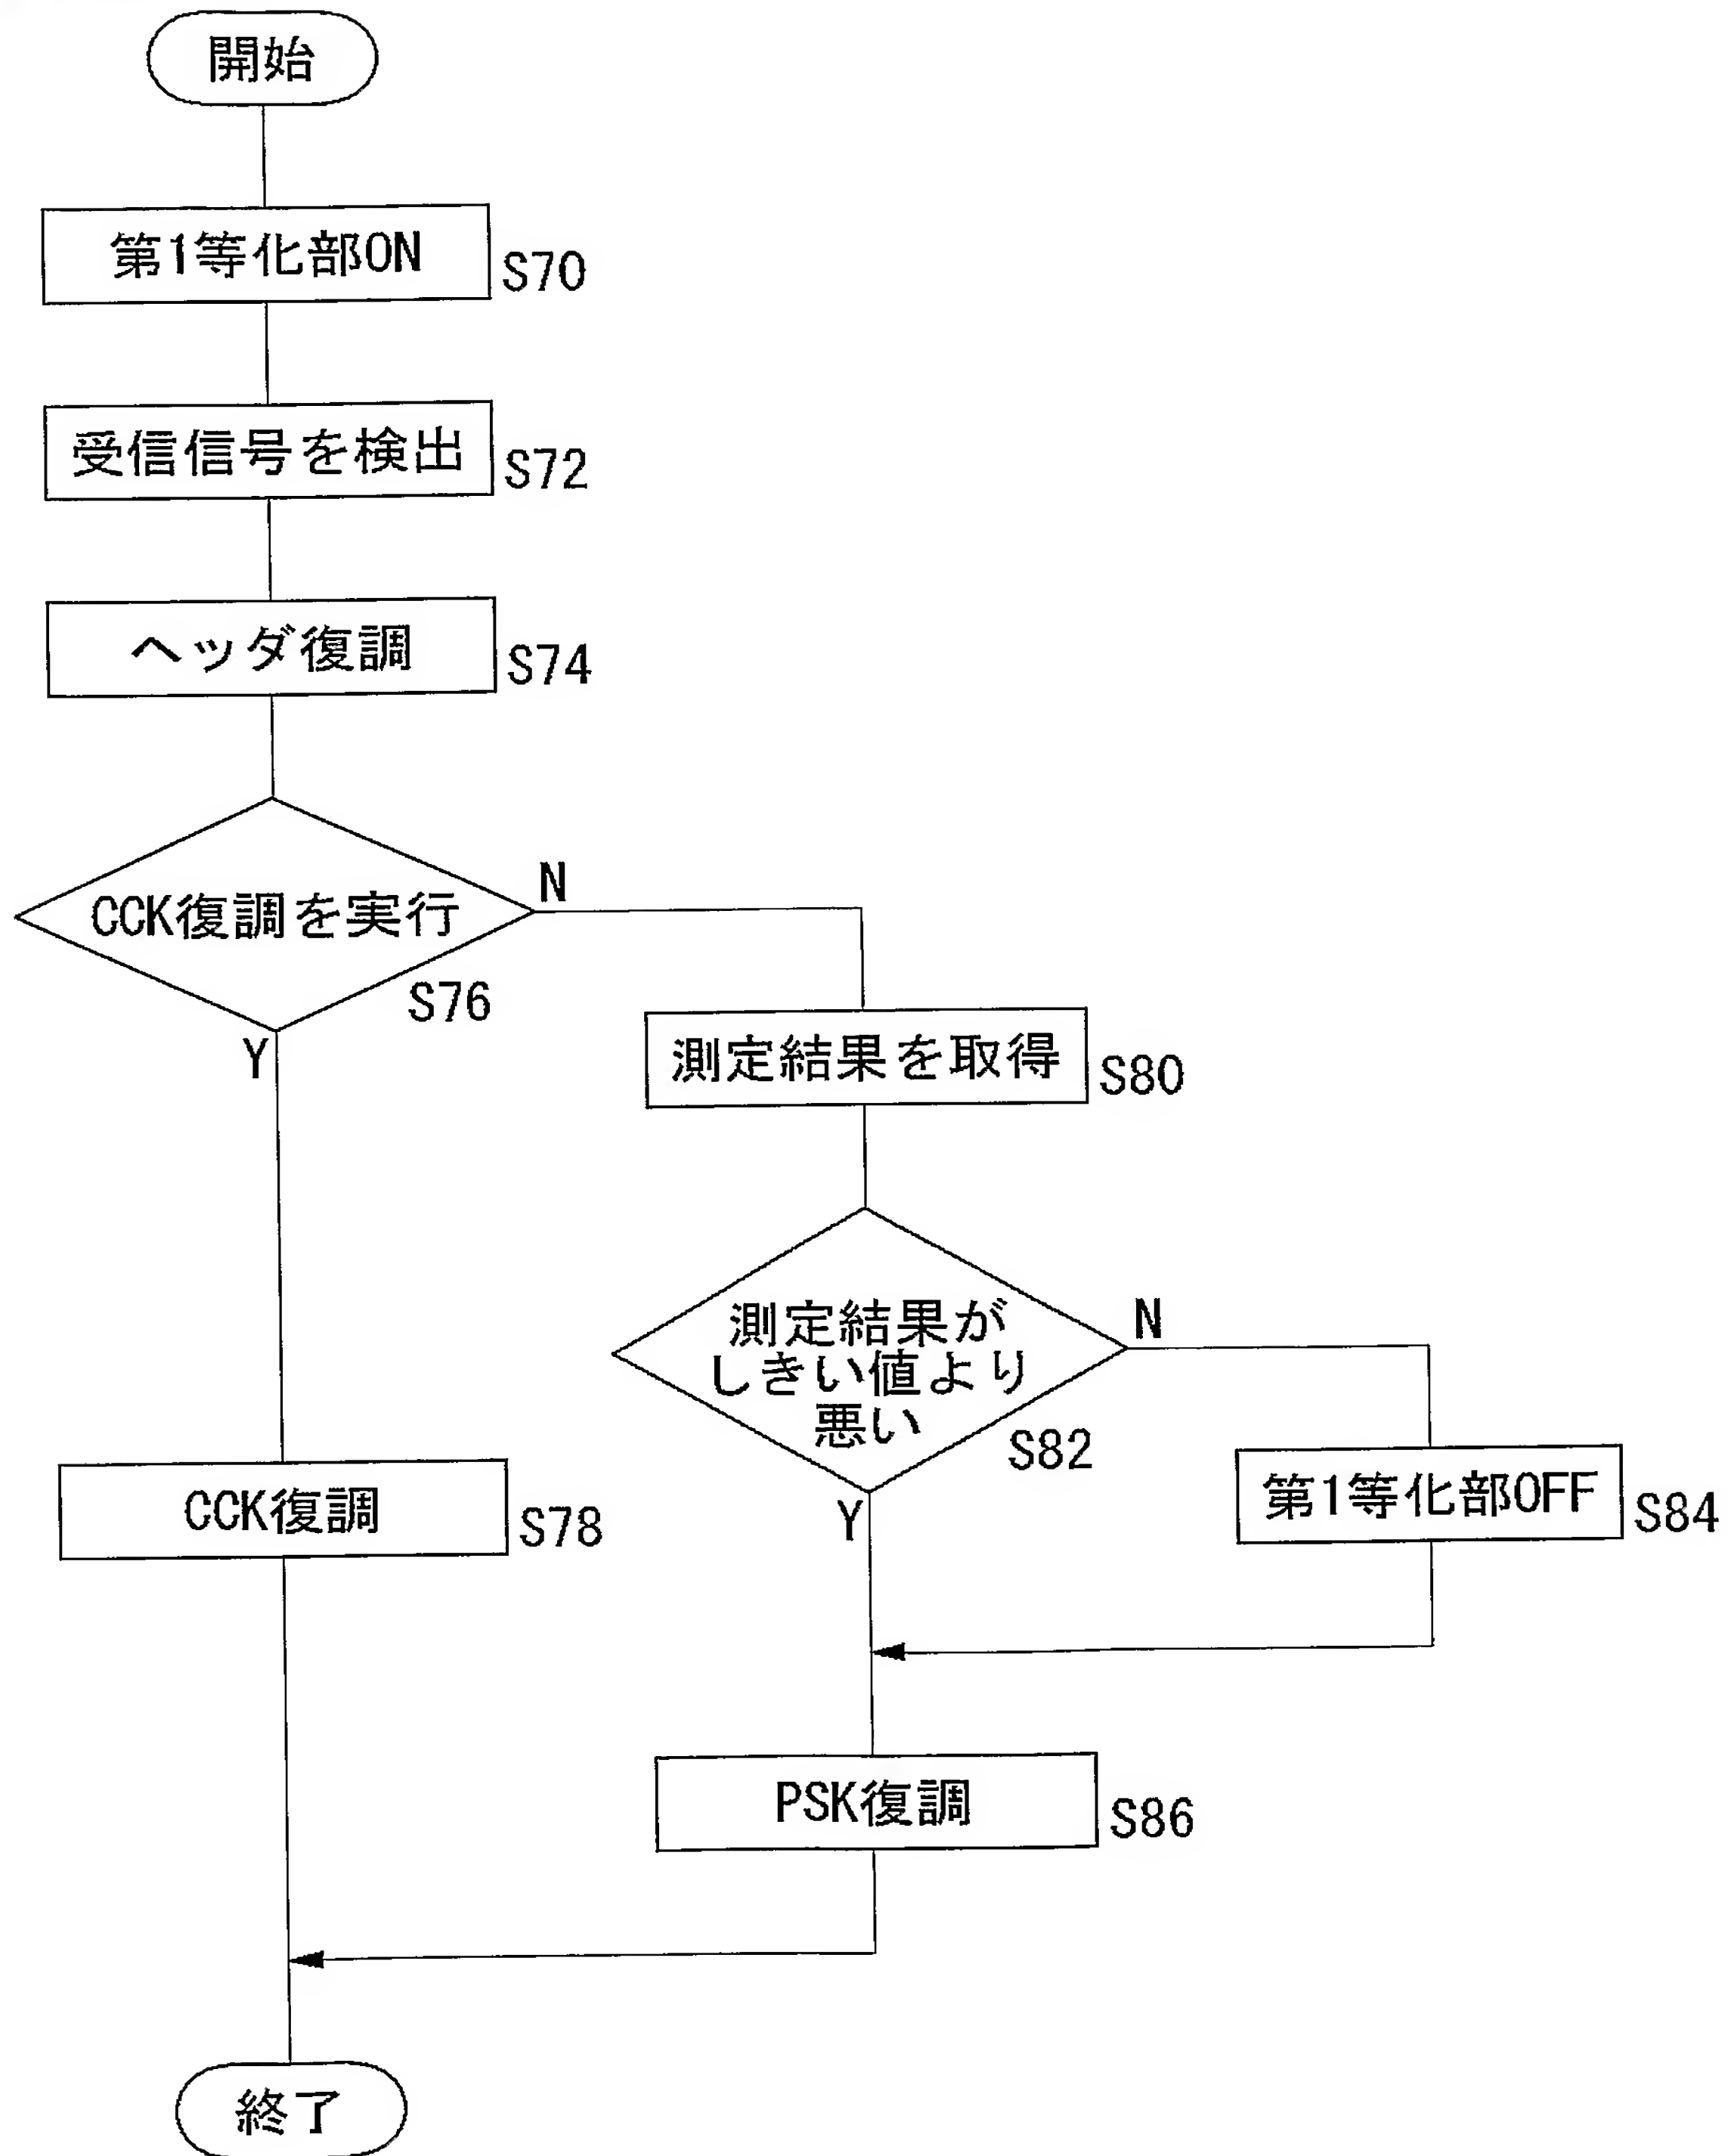 開始
第1等化部ON
S70
受信信号を検出
S72
ヘッダ復調
S74
CCK復調を実行
N
S76
Y
測定結果を取得
S80
測定結果が
しきい値より
悪い
N
S82
Y
第1等化部OFF
S84
CCK復調
S78
PSK復調
S86
終了